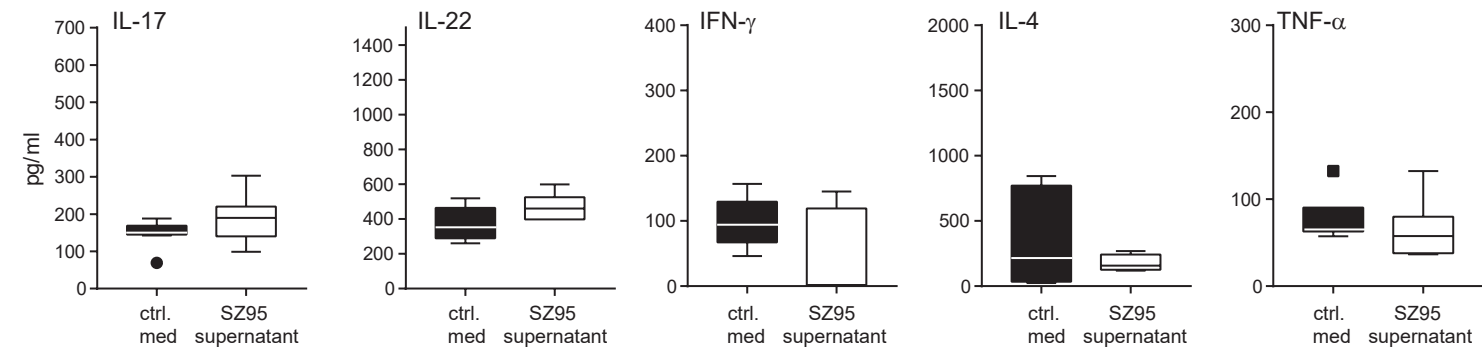 IL-17
pg/ml
700
600
500
400
300
200
100
0
ctrl. med
SZ95 supernatant
IL-22
1400
1200
1000
800
600
400
200
0
ctrl. med
SZ95 supernatant
IFN-γ
400
300
200
100
0
ctrl. med
SZ95 supernatant
IL-4
2000
1000
500
0
ctrl. med
SZ95 supernatant
TNF-α
300
200
100
0
ctrl. med
SZ95 supernatant